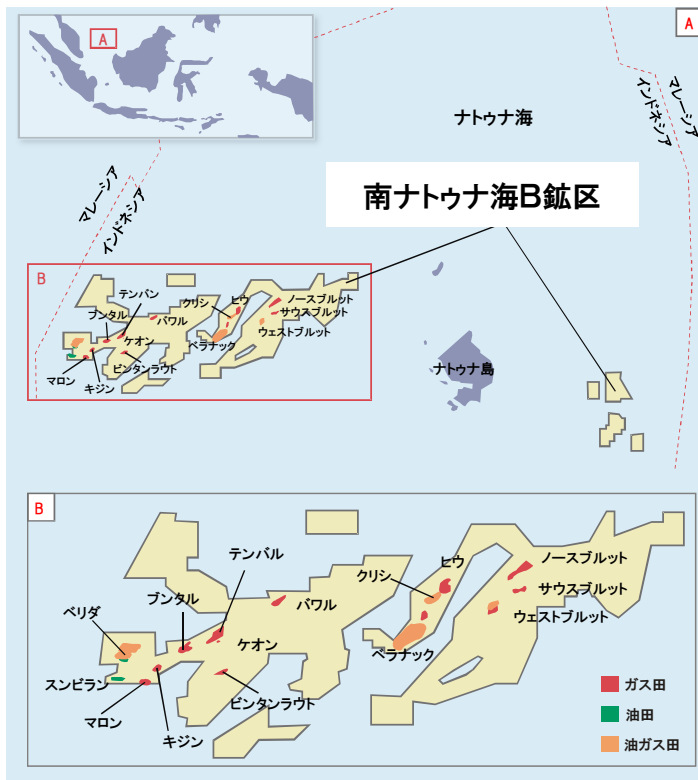 A
A
ナトゥナ海
マレーシア
インドネシア
マレーシア
インドネシア
南ナトゥナ海B鉱区
B
テンバン
ブンタル
パワル
クリシ
ヒウ
ノースブルット
サウスブルット
ウェストブルット
ケオン
ベラナック
ビンタンラウト
マロン
キジン
ナトゥナ島
B
テンバル
ヒウ
ノースブルット
クリシ
サウスブルット
ブンタル
パワル
ベリダ
ウェストブルット
ケオン
ベラナック
スンビラン
ビンタンラウト
マロン
キジン
ガス田
油田
油ガス田